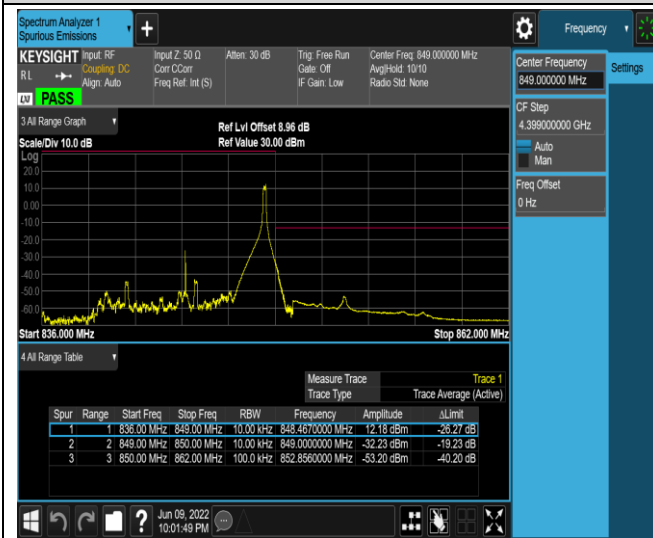 Spectrum Analyzer 1
Spurious Emissions
Frequency
KEYSIGHT Input: RF Input Z: 50 Ω Atten: 30 dB Trig: Free Run Center Freq: 849.000000 MHz
RL Coupling: DC Corr CCorr Gate: Off Avg|Hold: 10/10
Align: Auto Freq Ref: Int (S) IF Gain: Low Radio Std: None
LXI PASS
Center Frequency
849.000000 MHz
Settings
CF Step
4.399000000 GHz
Auto
Man
Freq Offset
0 Hz
3 All Range Graph
Ref Lvl Offset 8.96 dB
Scale/Div 10.0 dB Ref Value 30.00 dBm
Log
20.0
10.0
0.00
-10.0
-20.0
-30.0
-40.0
-50.0
-60.0
Start 836.000 MHz Stop 862.000 MHz
4 All Range Table
Measure Trace Trace 1
Trace Type Trace Average (Active)
Spur Range Start Freq Stop Freq RBW Frequency Amplitude ΔLimit
1 1 836.00 MHz 849.00 MHz 10.00 kHz 848.4670000 MHz 12.18 dBm -26.27 dB
2 2 849.00 MHz 850.00 MHz 10.00 kHz 849.0000000 MHz -32.23 dBm -19.23 dB
3 3 850.00 MHz 862.00 MHz 100.0 kHz 852.8560000 MHz -53.20 dBm -40.20 dB
?
Jun 09, 2022
10:01:49 PM